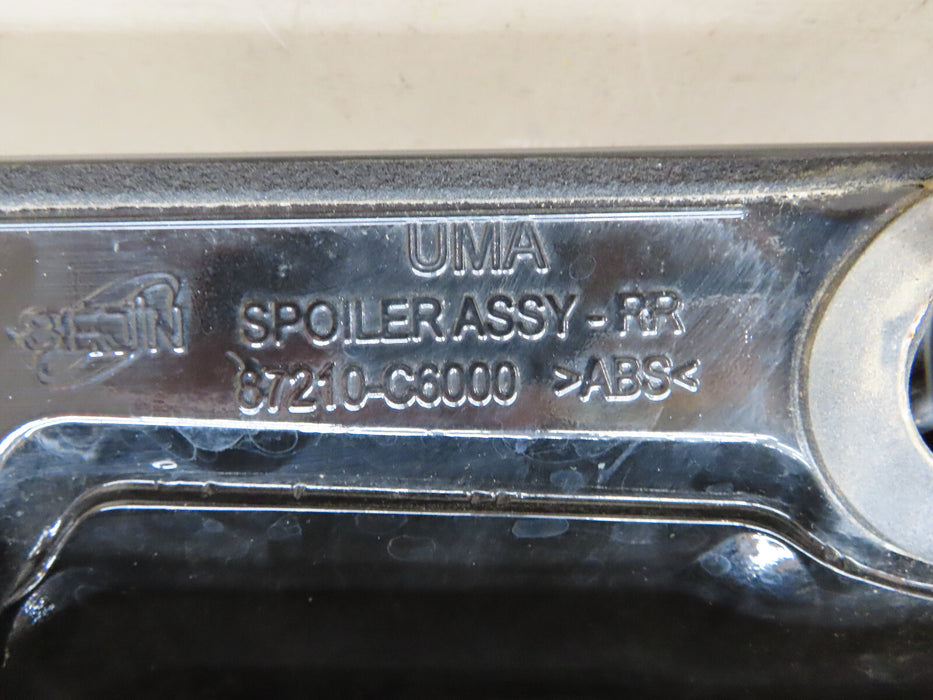 UMA
SPOILER ASSY - RR
87210-C6000 >ABS<